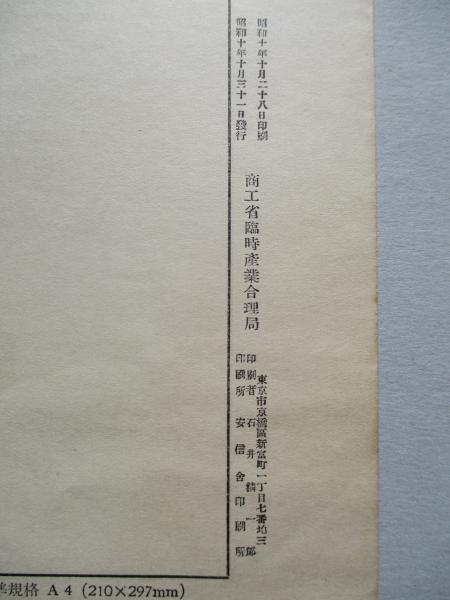 昭和十年十月二十八日印刷
昭和十年十月三十一日發行
商工省臨時產業合理局
東京市京橋區新富町一丁目七番地三
印刷者 石井精一郎
印刷所 安信舍印刷所
準規格 A4 (210×297mm)